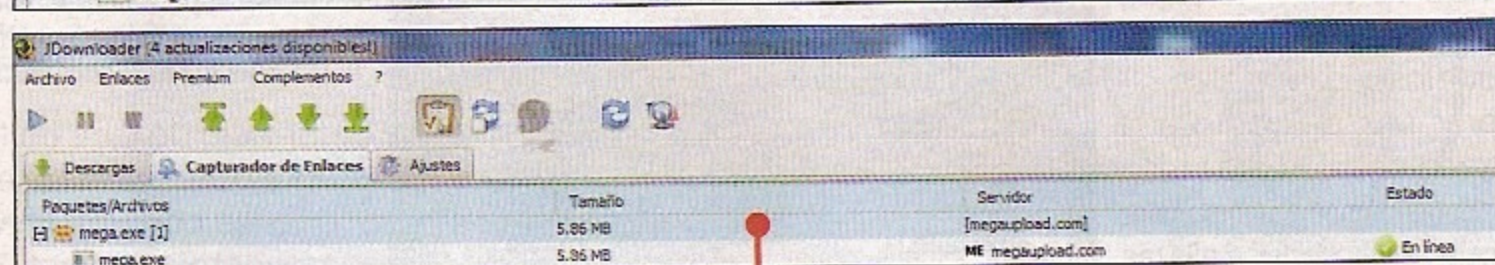 JDownloader [4 actualizaciones disponibles!]
Archivo Enlaces Premium Complementos ?
Descargas Capturador de Enlaces Ajustes
Paquetes/Archivos Tamaño Servidor Estado
mega.exe [1] 5.86 MB [megaupload.com]
mega.exe 5.86 MB ME megaupload.com En línea